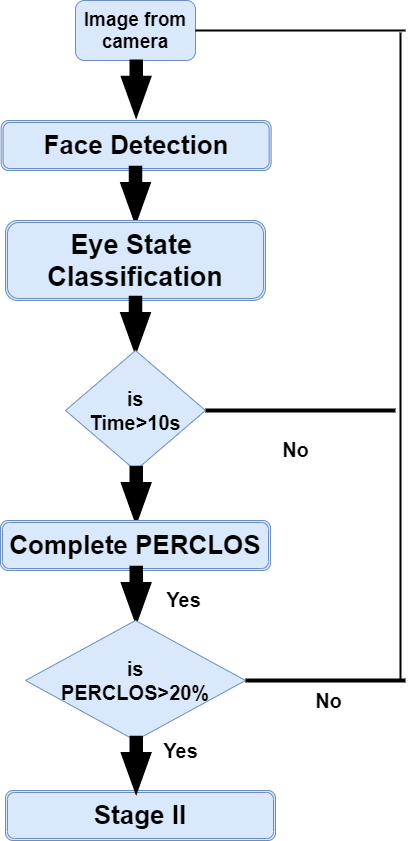 Image from
camera
Face Detection
Eye State
Classification
is
Time>10s
No
Complete PERCLOS
Yes
is
PERCLOS>20%
No
Yes
Stage II